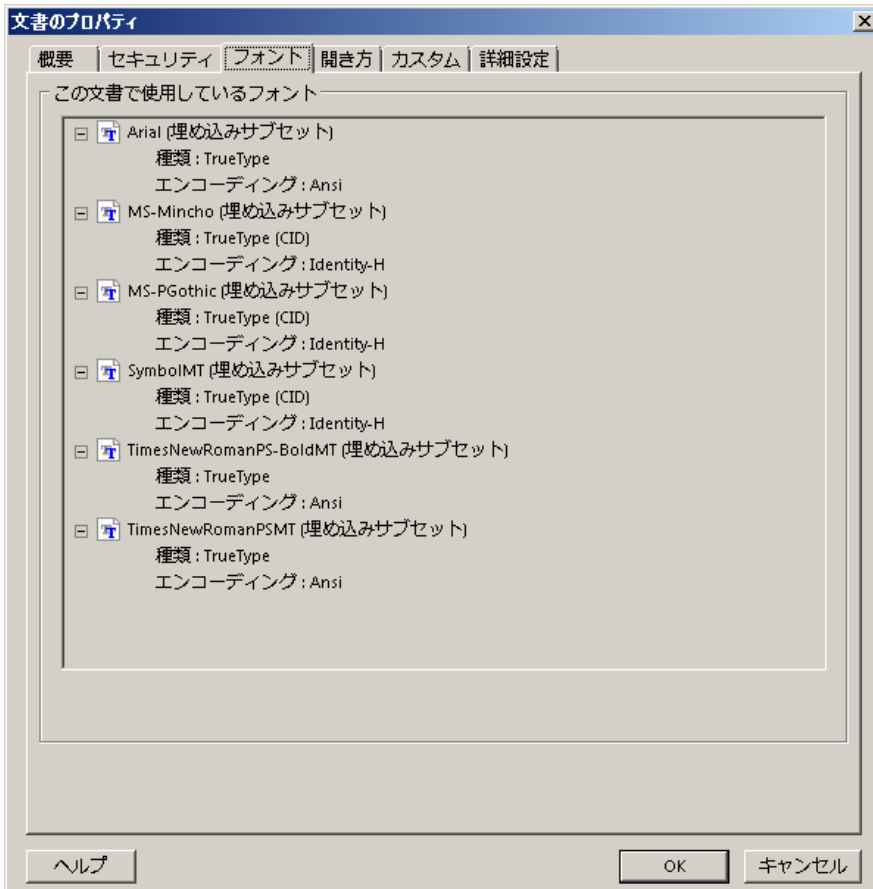 文書のプロパティ
概要 セキュリティ フォント 開き方 カスタム 詳細設定
この文書で使用しているフォント
Arial (埋め込みサブセット)
種類 : TrueType
エンコーディング : Ansi
MS-Mincho (埋め込みサブセット)
種類 : TrueType (CID)
エンコーディング : Identity-H
MS-PGothic (埋め込みサブセット)
種類 : TrueType (CID)
エンコーディング : Identity-H
SymbolMT (埋め込みサブセット)
種類 : TrueType (CID)
エンコーディング : Identity-H
TimesNewRomanPS-BoldMT (埋め込みサブセット)
種類 : TrueType
エンコーディング : Ansi
TimesNewRomanPSMT (埋め込みサブセット)
種類 : TrueType
エンコーディング : Ansi
ヘルプ OK キャンセル